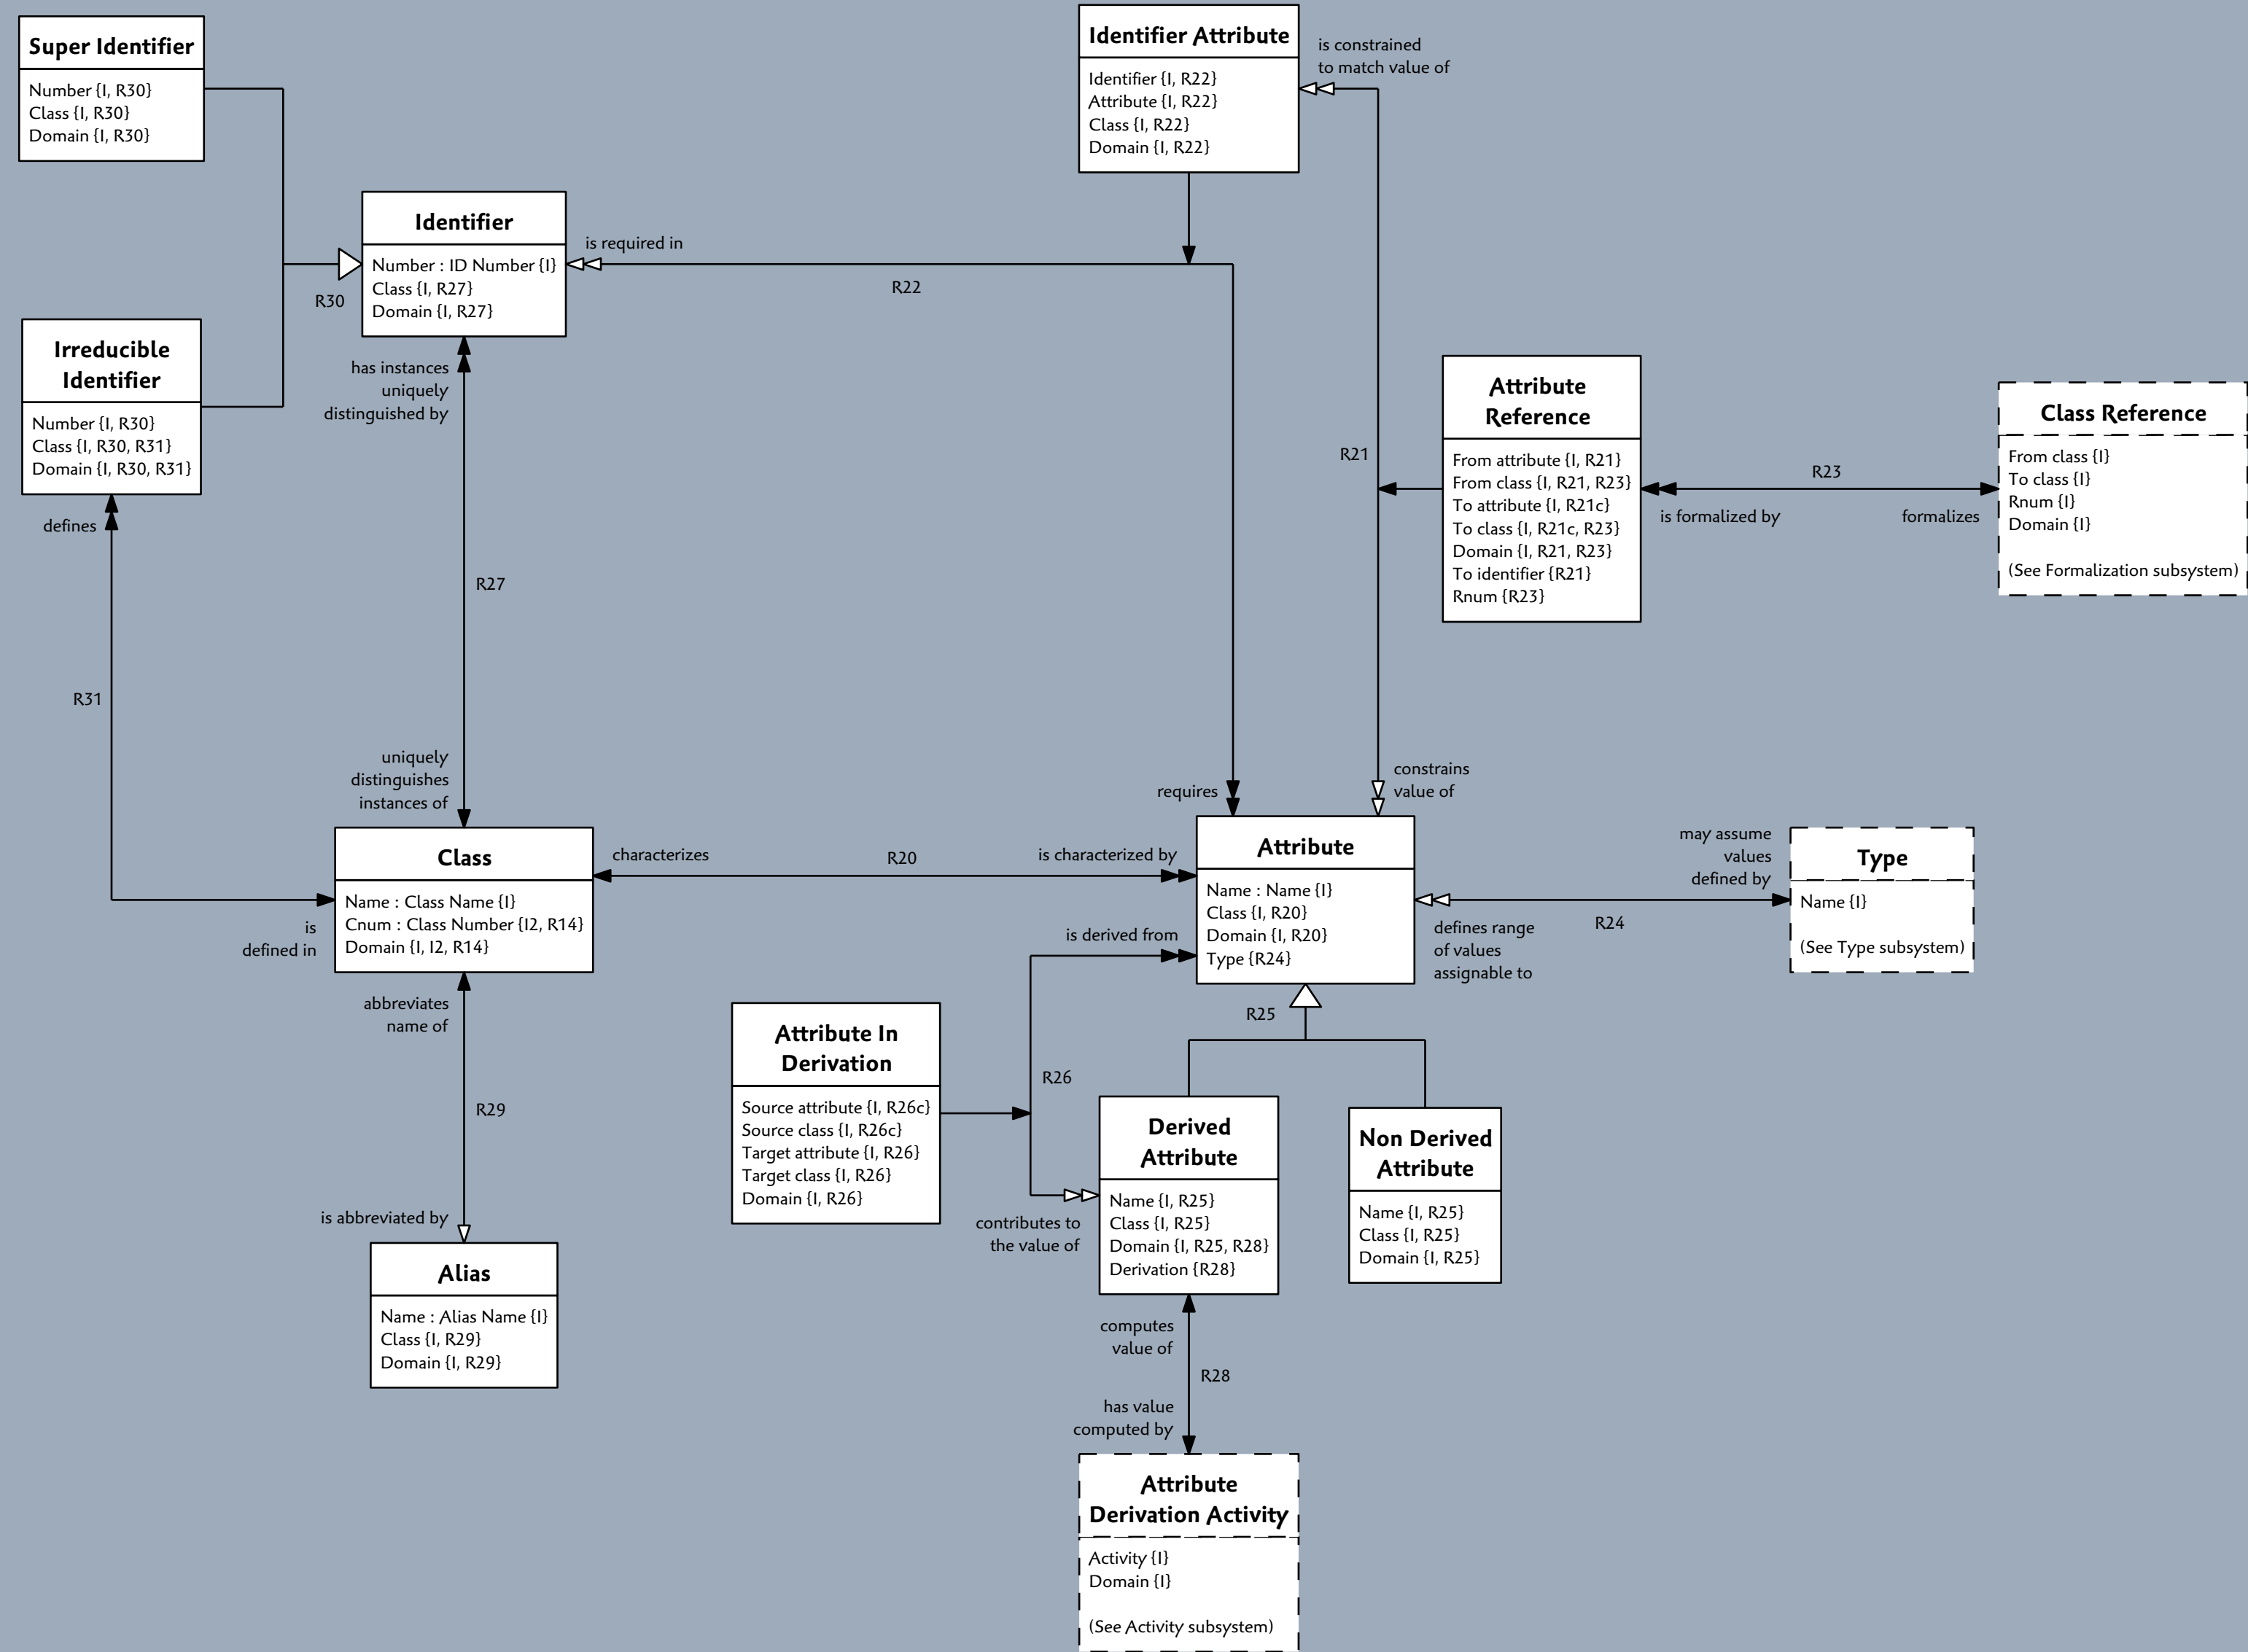 Super Identifier
Number {I, R30}
Class {I, R30}
Domain {I, R30}
Identifier Attribute
Identifier {I, R22}
Attribute {I, R22}
Class {I, R22}
Domain {I, R22}
is constrained
to match value of
Identifier
Number : ID Number {I}
Class {I, R27}
Domain {I, R27}
is required in
R22
R30
Irreducible
Identifier
Number {I, R30}
Class {I, R30, R31}
Domain {I, R30, R31}
has instances
uniquely
distinguished by
defines
R21
Attribute
Reference
From attribute {I, R21}
From class {I, R21, R23}
To attribute {I, R21c}
To class {I, R21c, R23}
Domain {I, R21, R23}
To identifier {R21}
Rnum {R23}
R23
is formalized by
formalizes
Class Reference
From class {I}
To class {I}
Rnum {I}
Domain {I}
(See Formalization subsystem)
R27
R31
uniquely
distinguishes
instances of
requires
constrains
value of
Class
Name : Class Name {I}
Cnum : Class Number {I2, R14}
Domain {I, I2, R14}
is
defined in
characterizes
R20
is characterized by
Attribute
Name : Name {I}
Class {I, R20}
Domain {I, R20}
Type {R24}
may assume
values
defined by
R24
defines range
of values
assignable to
Type
Name {I}
(See Type subsystem)
is derived from
R25
abbreviates
name of
R29
is abbreviated by
Attribute In
Derivation
Source attribute {I, R26c}
Source class {I, R26c}
Target attribute {I, R26}
Target class {I, R26}
Domain {I, R26}
R26
contributes to
the value of
Derived
Attribute
Name {I, R25}
Class {I, R25}
Domain {I, R25, R28}
Derivation {R28}
Non Derived
Attribute
Name {I, R25}
Class {I, R25}
Domain {I, R25}
Alias
Name : Alias Name {I}
Class {I, R29}
Domain {I, R29}
computes
value of
R28
has value
computed by
Attribute
Derivation Activity
Activity {I}
Domain {I}
(See Activity subsystem)